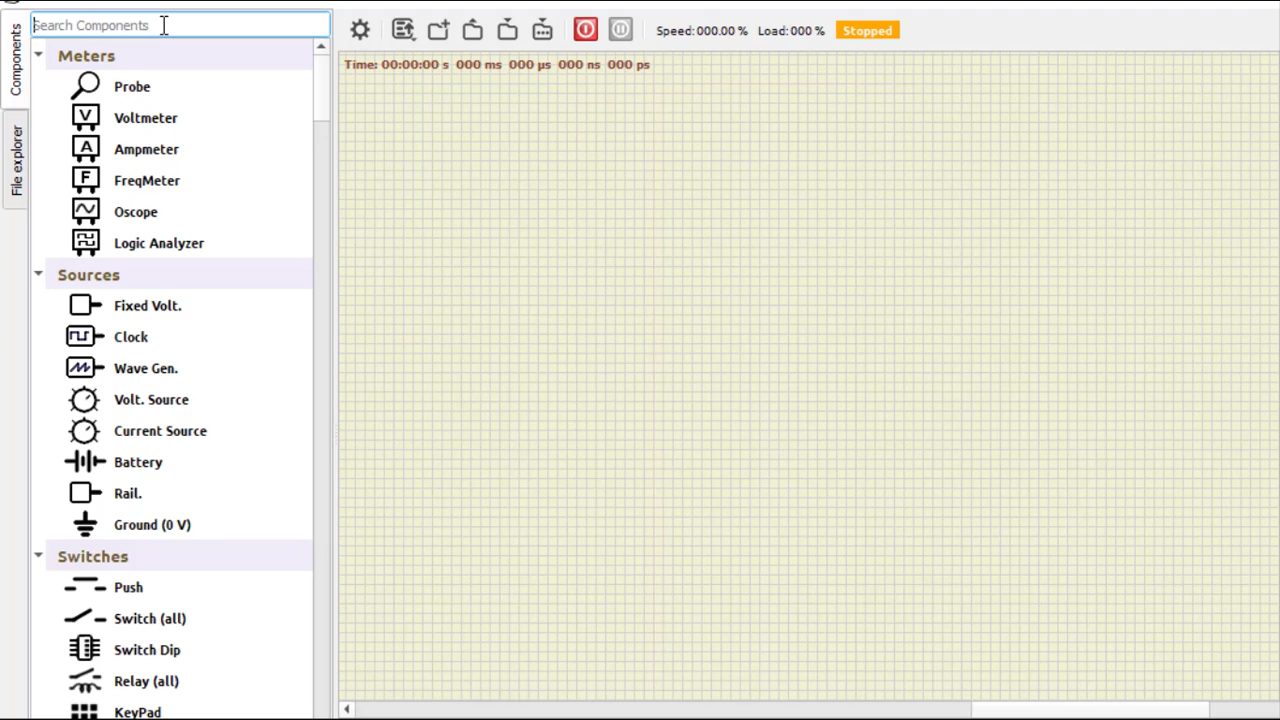 Components
File explorer
Search Components
Meters
Probe
V
Voltmeter
A
Ampmeter
F
FreqMeter
Oscope
Logic Analyzer
Sources
Fixed Volt.
Clock
Wave Gen.
Volt. Source
Current Source
Battery
Rail.
Ground (0 V)
Switches
Push
Switch (all)
Switch Dip
Relay (all)
KeyPad
Speed: 000.00 % Load: 000 % Stopped
Time: 00:00:00 s 000 ms 000 µs 000 ns 000 ps